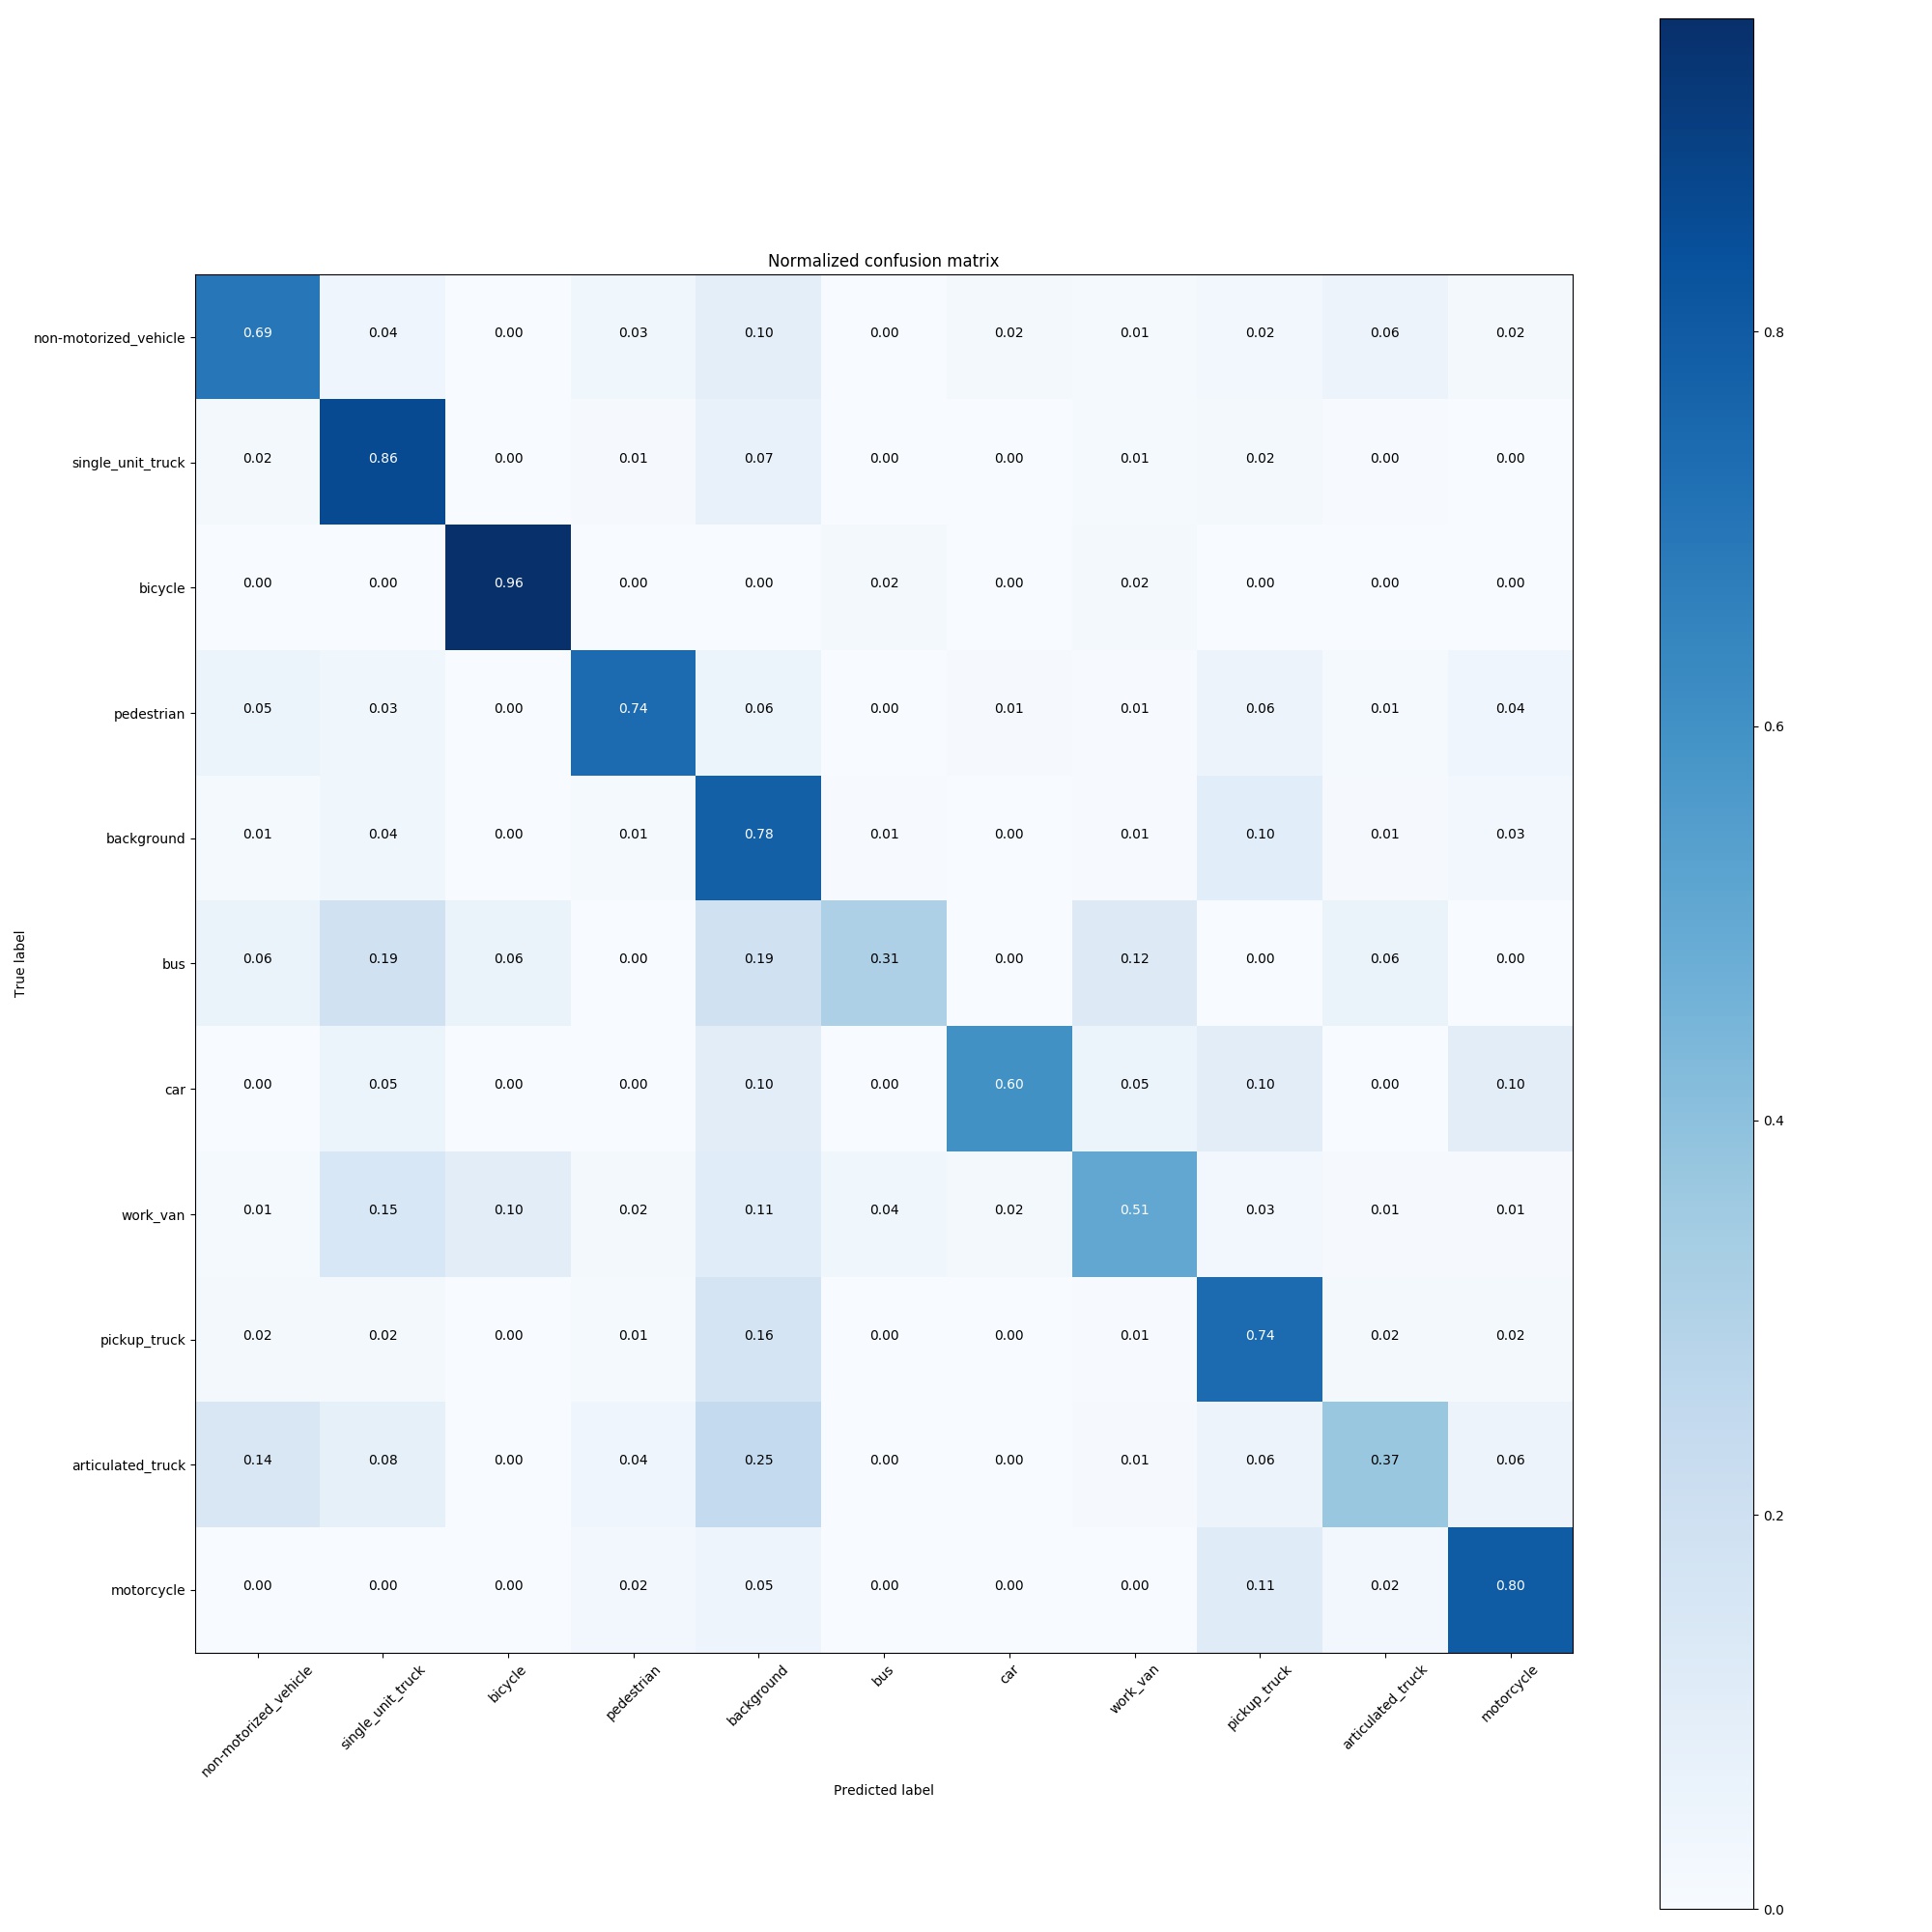 Normalized confusion matrix
non-motorized_vehicle 0.69 0.04 0.00 0.03 0.10 0.00 0.02 0.01 0.02 0.06 0.02
single_unit_truck 0.02 0.86 0.00 0.01 0.07 0.00 0.00 0.01 0.02 0.00 0.00
bicycle 0.00 0.00 0.96 0.00 0.00 0.02 0.00 0.02 0.00 0.00 0.00
pedestrian 0.05 0.03 0.00 0.74 0.06 0.00 0.01 0.01 0.06 0.01 0.04
background 0.01 0.04 0.00 0.01 0.78 0.01 0.00 0.01 0.10 0.01 0.03
bus 0.06 0.19 0.06 0.00 0.19 0.31 0.00 0.12 0.00 0.06 0.00
car 0.00 0.05 0.00 0.00 0.10 0.00 0.60 0.05 0.10 0.00 0.10
work_van 0.01 0.15 0.10 0.02 0.11 0.04 0.02 0.51 0.03 0.01 0.01
pickup_truck 0.02 0.02 0.00 0.01 0.16 0.00 0.00 0.01 0.74 0.02 0.02
articulated_truck 0.14 0.08 0.00 0.04 0.25 0.00 0.00 0.01 0.06 0.37 0.06
motorcycle 0.00 0.00 0.00 0.02 0.05 0.00 0.00 0.00 0.11 0.02 0.80
True label
non-motorized_vehicle single_unit_truck bicycle pedestrian background bus car work_van pickup_truck articulated_truck motorcycle
Predicted label
0.8
0.6
0.4
0.2
0.0